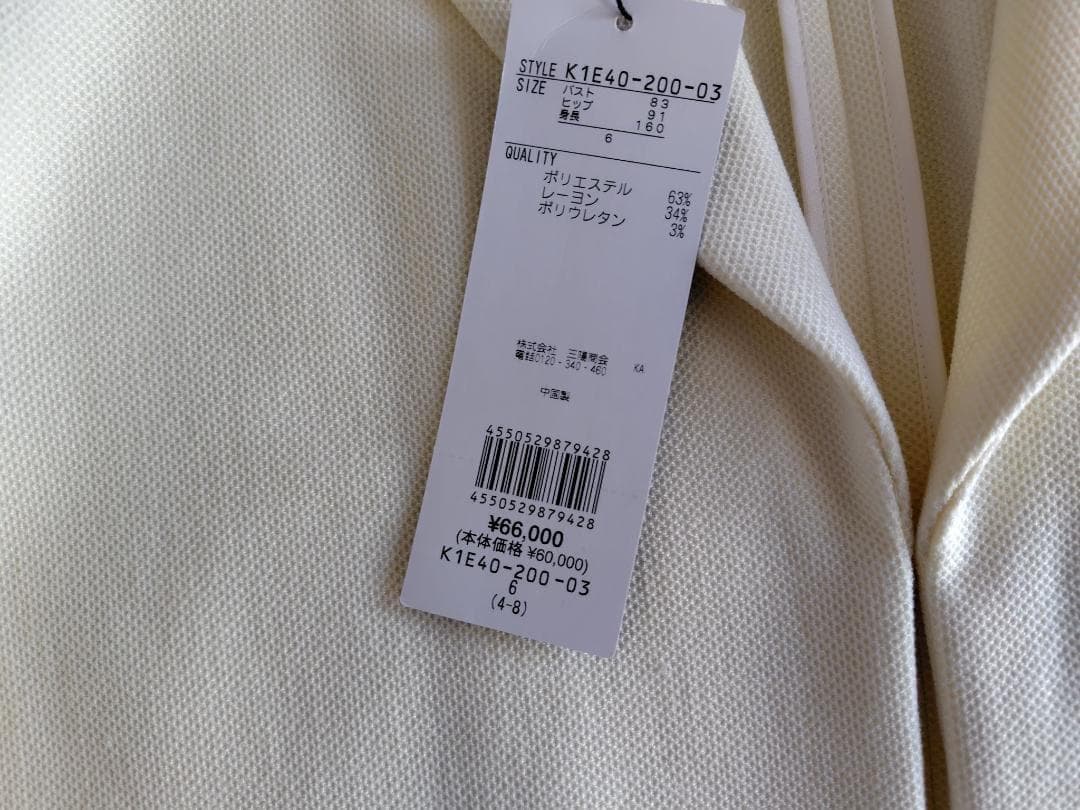 STYLE K1E40-200-03
SIZE バスト 83
ヒップ 91
身長 160
6
QUALITY
ポリエステル 63%
レーヨン 34%
ポリウレタン 3%
株式会社 三陽商会
電話0120-340-460 KA
中国製
4550529879428
4550529879428
¥66,000
(本体価格 ¥60,000)
K1E40-200-03
6
(4-8)